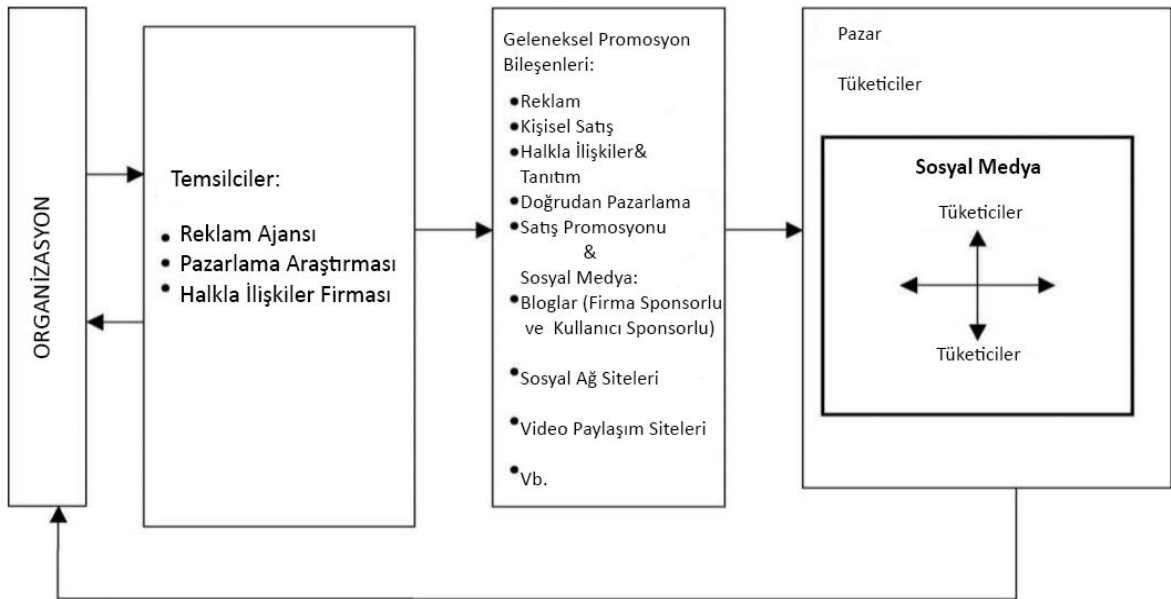 ORGANİZASYON
Temsilciler:
• Reklam Ajansı
• Pazarlama Araştırması
• Halkla İlişkiler Firması
Geleneksel Promosyon
Bileşenleri:
• Reklam
• Kişisel Satış
• Halkla İlişkiler&
Tanıtım
• Doğrudan Pazarlama
• Satış Promosyonu
&
Sosyal Medya:
• Bloglar (Firma Sponsorlu
ve Kullanıcı Sponsorlu)
• Sosyal Ağ Siteleri
• Video Paylaşım Siteleri
• Vb.
Pazar
Tüketiciler
Sosyal Medya
Tüketiciler
Tüketiciler